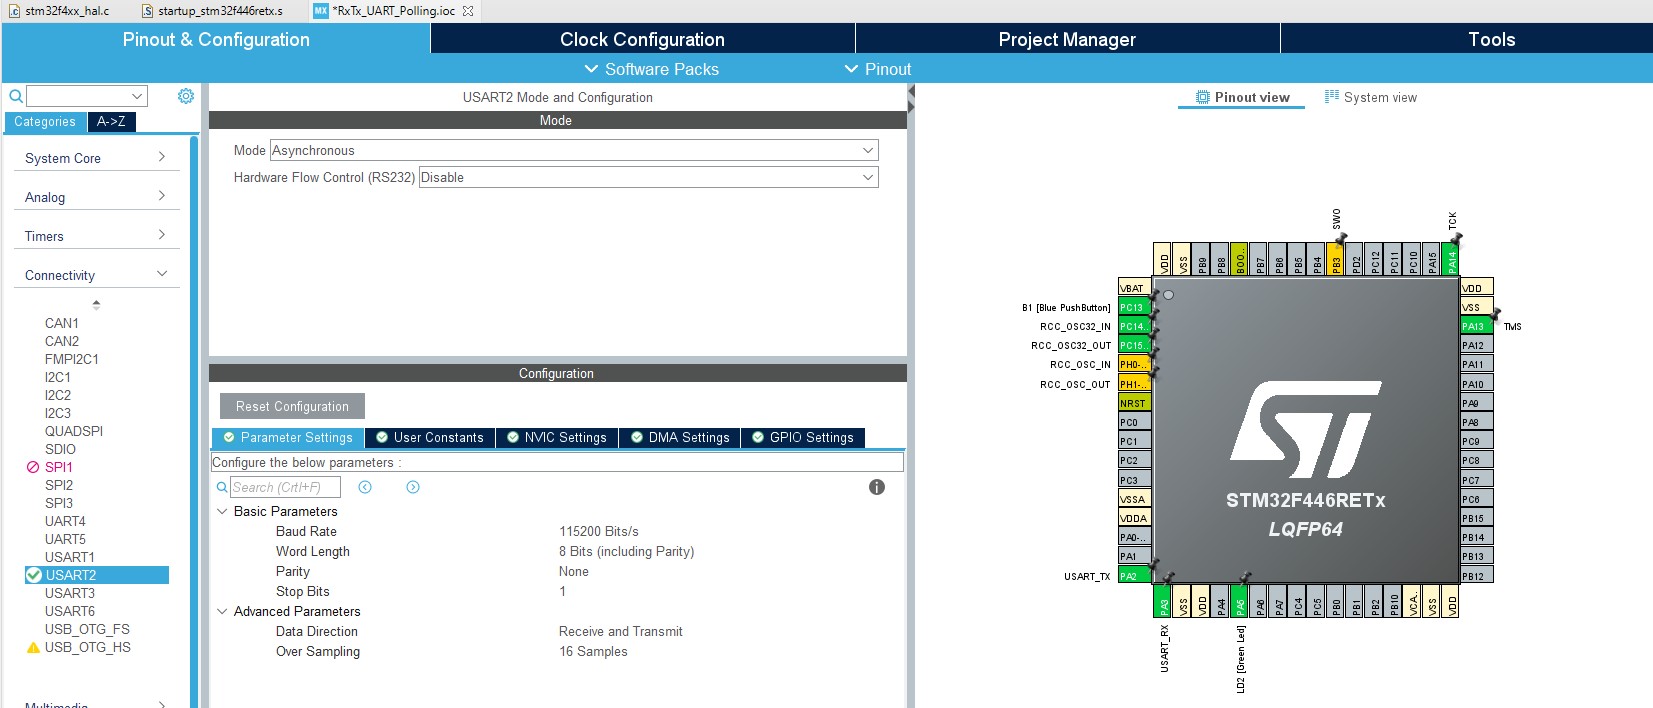 stm32f4xx_hal.c startup_stm32f446retx.s *RxTx_UART_Polling.ioc
Pinout & Configuration Clock Configuration Project Manager Tools
Software Packs Pinout
Categories A->Z
System Core
Analog
Timers
Connectivity
CAN1
CAN2
FMPI2C1
I2C1
I2C2
I2C3
QUADSPI
SDIO
SPI1
SPI2
SPI3
UART4
UART5
USART1
USART2
USART3
USART6
USB_OTG_FS
USB_OTG_HS
Multimedia
USART2 Mode and Configuration
Mode
Mode Asynchronous
Hardware Flow Control (RS232) Disable
Configuration
Reset Configuration
Parameter Settings User Constants NVIC Settings DMA Settings GPIO Settings
Configure the below parameters :
Search (Crtl+F)
Basic Parameters
Baud Rate 115200 Bits/s
Word Length 8 Bits (including Parity)
Parity None
Stop Bits 1
Advanced Parameters
Data Direction Receive and Transmit
Over Sampling 16 Samples
Pinout view System view
SWO TCK
VDD VSS PB9 PB8 BOO.. PB7 PB6 PB5 PB4 PB3 PD2 PC12 PC11 PC10 PA15 PA14..
VBAT VDD
B1 [Blue PushButton] PC13 VSS
RCC_OSC32_IN PC14.. PA13 TMS
RCC_OSC32_OUT PC15.. PA12
RCC_OSC_IN PH0-.. PA11
RCC_OSC_OUT PH1-.. PA10
NRST PA9
PC0 PA8
PC1 PC9
PC2 PC8
PC3 PC7
VSSA PC6
VDDA PB15
PA0-.. PB14
PA1 PB13
USART_TX PA2 PB12
ST
STM32F446RETx
LQFP64
PA3 VSS VDD PA4 PA5 PA6 PA7 PC4 PC5 PB0 PB1 PB2 PB10 VCA.. VSS VDD
USART_RX LD2 [Green Led]